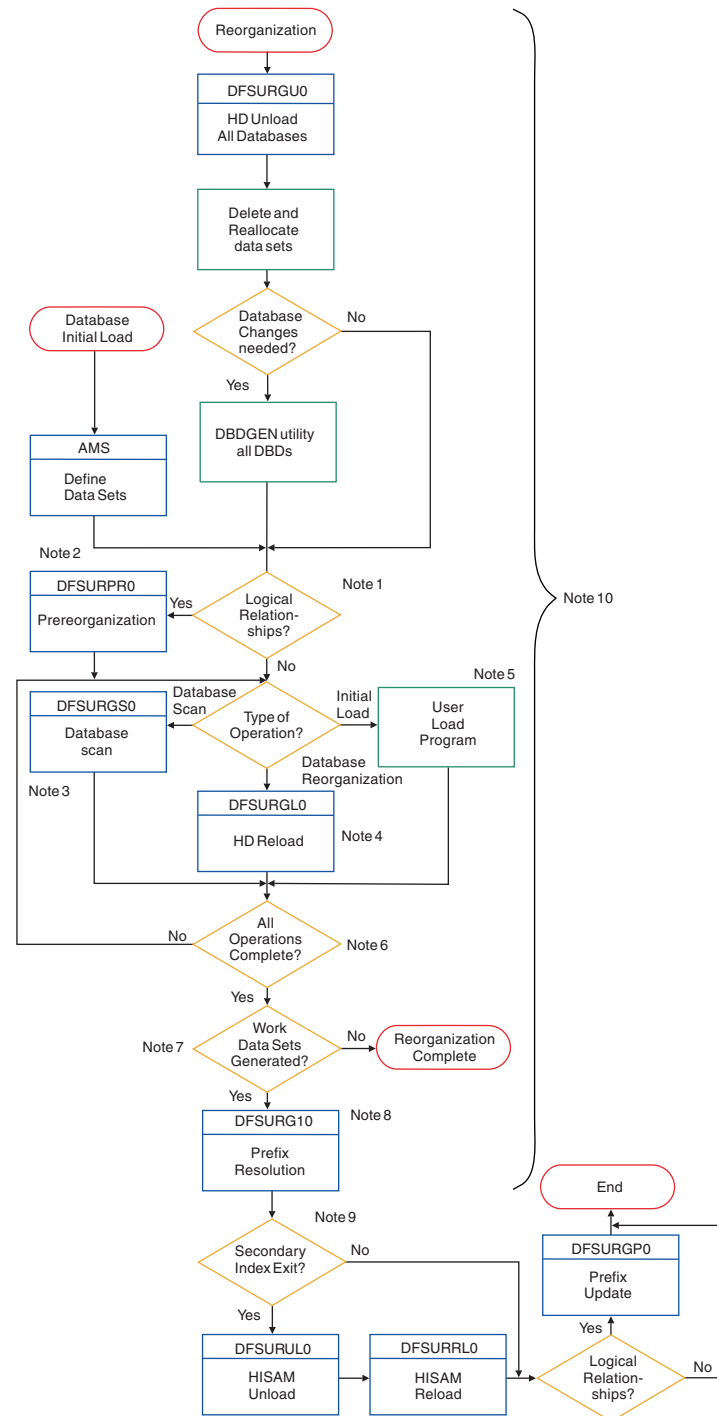 Reorganization
DFSURGU0
HD Unload
All Databases
Delete and
Reallocate
data sets
Database
Initial Load
Database
Changes
needed?
No
Yes
AMS
Define
Data Sets
DBDGEN utility
all DBDs
Note 2
Note 1
DFSURPR0
Prereorganization
Yes
Logical
Relation-
ships?
Note 10
No
Note 5
Database
Scan
Initial
Load
DFSURGS0
Database
scan
Type of
Operation?
User
Load
Program
Database
Reorganization
Note 3
DFSURGL0
HD Reload
Note 4
No
All
Operations
Complete?
Note 6
Yes
Note 7
Work
Data Sets
Generated?
No
Reorganization
Complete
Yes
DFSURG10
Prefix
Resolution
Note 8
End
Note 9
Secondary
Index Exit?
No
DFSURGP0
Prefix
Update
Yes
Yes
DFSURUL0
HISAM
Unload
DFSURRL0
HISAM
Reload
Logical
Relation-
ships?
No